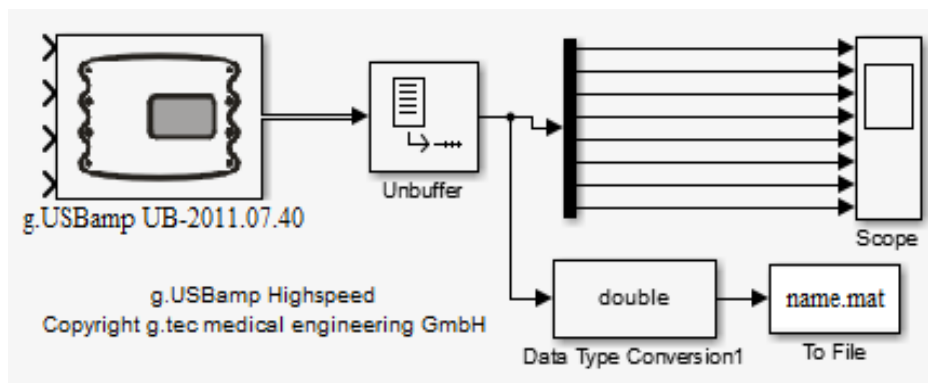 g.USBamp UB-2011.07.40
Unbuffer
Scope
g.USBamp Highspeed
Copyright g.tec medical engineering GmbH
double
Data Type Conversion1
name.mat
To File